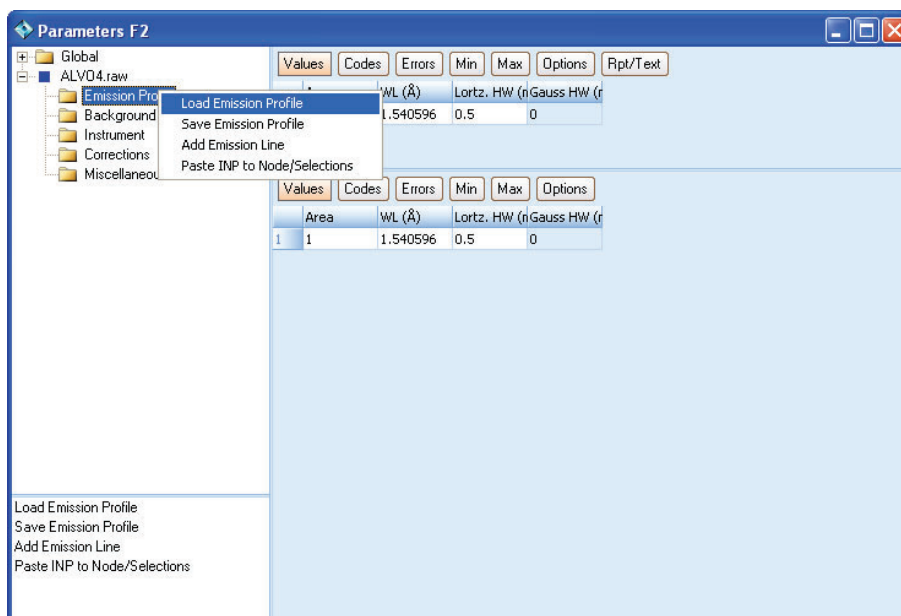 Parameters F2
Global
ALVO4.raw
Emission Pro
Background
Instrument
Corrections
Miscellaneou
Load Emission Profile
Save Emission Profile
Add Emission Line
Paste INP to Node/Selections
Values Codes Errors Min Max Options Rpt/Text
WL (Å) Lortz. HW (n Gauss HW (r
1.540596 0.5 0
Values Codes Errors Min Max Options
Area WL (Å) Lortz. HW (n Gauss HW (r
1 1 1.540596 0.5 0
Load Emission Profile
Save Emission Profile
Add Emission Line
Paste INP to Node/Selections